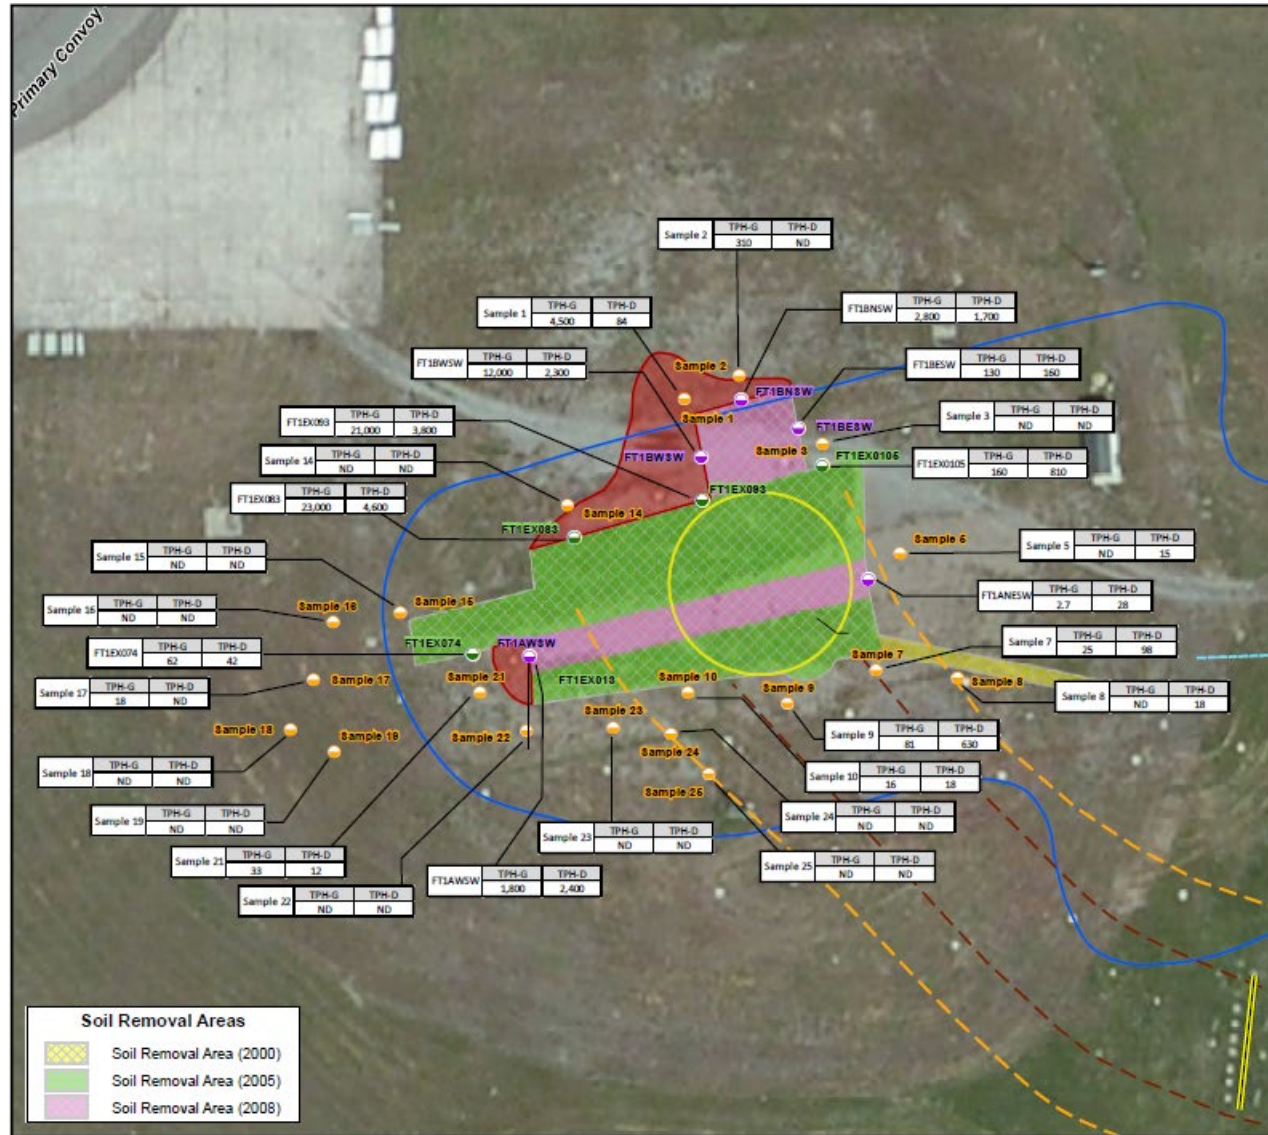 Primary Convoy
Sample 2 TPH-G TPH-D
310 ND
Sample 1 TPH-G TPH-D
4,500 84
FT1BNSW TPH-G TPH-D
2,800 1,700
FT1BWSW TPH-G TPH-D
12,000 2,300
FT1BESW TPH-G TPH-D
130 160
Sample 2
FT1BNSW
FT1EX093 TPH-G TPH-D
21,000 3,800
Sample 3 TPH-G TPH-D
ND ND
Sample 1
FT1BESW
Sample 14 TPH-G TPH-D
ND ND
FT1BWSW
Sample 3
FT1EX0105
FT1EX0105 TPH-G TPH-D
160 810
FT1EX083 TPH-G TPH-D
23,000 4,600
FT1EX093
Sample 14
FT1EX083
Sample 15 TPH-G TPH-D
ND ND
Sample 5
Sample 5 TPH-G TPH-D
ND 15
Sample 16 TPH-G TPH-D
ND ND
Sample 16
Sample 15
FT1ANESW TPH-G TPH-D
2.7 28
FT1EX074 TPH-G TPH-D
62 42
FT1EX074
FT1AWSW
Sample 7 TPH-G TPH-D
25 98
Sample 17 TPH-G TPH-D
18 ND
Sample 17
Sample 21
FT1EX013
Sample 10
Sample 9
Sample 7
Sample 8
Sample 8 TPH-G TPH-D
ND 18
Sample 18
Sample 19
Sample 22
Sample 23
Sample 24
Sample 9 TPH-G TPH-D
81 630
Sample 18 TPH-G TPH-D
ND ND
Sample 25
Sample 10 TPH-G TPH-D
16 18
Sample 19 TPH-G TPH-D
ND ND
Sample 23 TPH-G TPH-D
ND ND
Sample 24 TPH-G TPH-D
ND ND
Sample 21 TPH-G TPH-D
33 12
Sample 22 TPH-G TPH-D
ND ND
FT1AWSW TPH-G TPH-D
1,800 2,400
Sample 25 TPH-G TPH-D
ND ND
Soil Removal Areas
Soil Removal Area (2000)
Soil Removal Area (2005)
Soil Removal Area (2008)